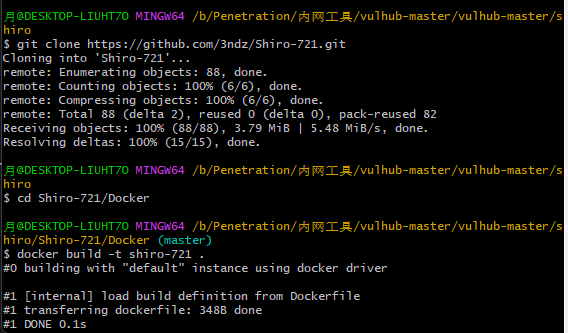 月@DESKTOP-LIUHT7O MINGW64 /b/Penetration/内网工具/vulhub-master/vulhub-master/s
hiro
$ git clone https://github.com/3ndz/Shiro-721.git
Cloning into 'Shiro-721'...
remote: Enumerating objects: 88, done.
remote: Counting objects: 100% (6/6), done.
remote: Compressing objects: 100% (6/6), done.
remote: Total 88 (delta 2), reused 0 (delta 0), pack-reused 82
Receiving objects: 100% (88/88), 3.79 MiB | 5.48 MiB/s, done.
Resolving deltas: 100% (15/15), done.
月@DESKTOP-LIUHT7O MINGW64 /b/Penetration/内网工具/vulhub-master/vulhub-master/s
hiro
$ cd Shiro-721/Docker
月@DESKTOP-LIUHT7O MINGW64 /b/Penetration/内网工具/vulhub-master/vulhub-master/s
hiro/Shiro-721/Docker (master)
$ docker build -t shiro-721 .
#0 building with "default" instance using docker driver
#1 [internal] load build definition from Dockerfile
#1 transferring dockerfile: 348B done
#1 DONE 0.1s